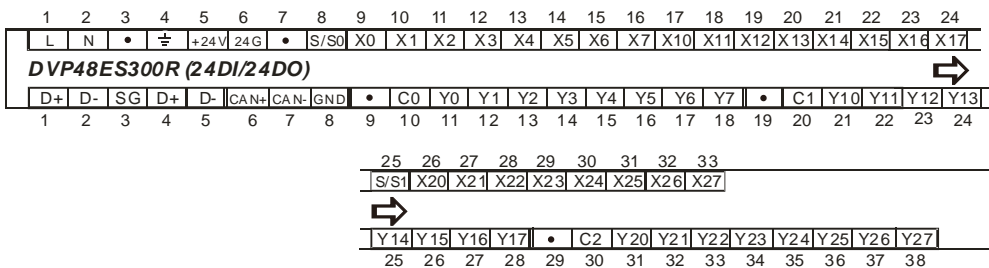 1 2 3 4 5 6 7 8 9 10 11 12 13 14 15 16 17 18 19 20 21 22 23 24
L N • ⏚ +24V 24G • S/S0 X0 X1 X2 X3 X4 X5 X6 X7 X10 X11 X12 X13 X14 X15 X16 X17
DVP48ES300R (24DI/24DO)
D+ D- SG D+ D- CAN+ CAN- GND • C0 Y0 Y1 Y2 Y3 Y4 Y5 Y6 Y7 • C1 Y10 Y11 Y12 Y13
1 2 3 4 5 6 7 8 9 10 11 12 13 14 15 16 17 18 19 20 21 22 23 24
25 26 27 28 29 30 31 32 33
S/S1 X20 X21 X22 X23 X24 X25 X26 X27
Y14 Y15 Y16 Y17 • C2 Y20 Y21 Y22 Y23 Y24 Y25 Y26 Y27
25 26 27 28 29 30 31 32 33 34 35 36 37 38